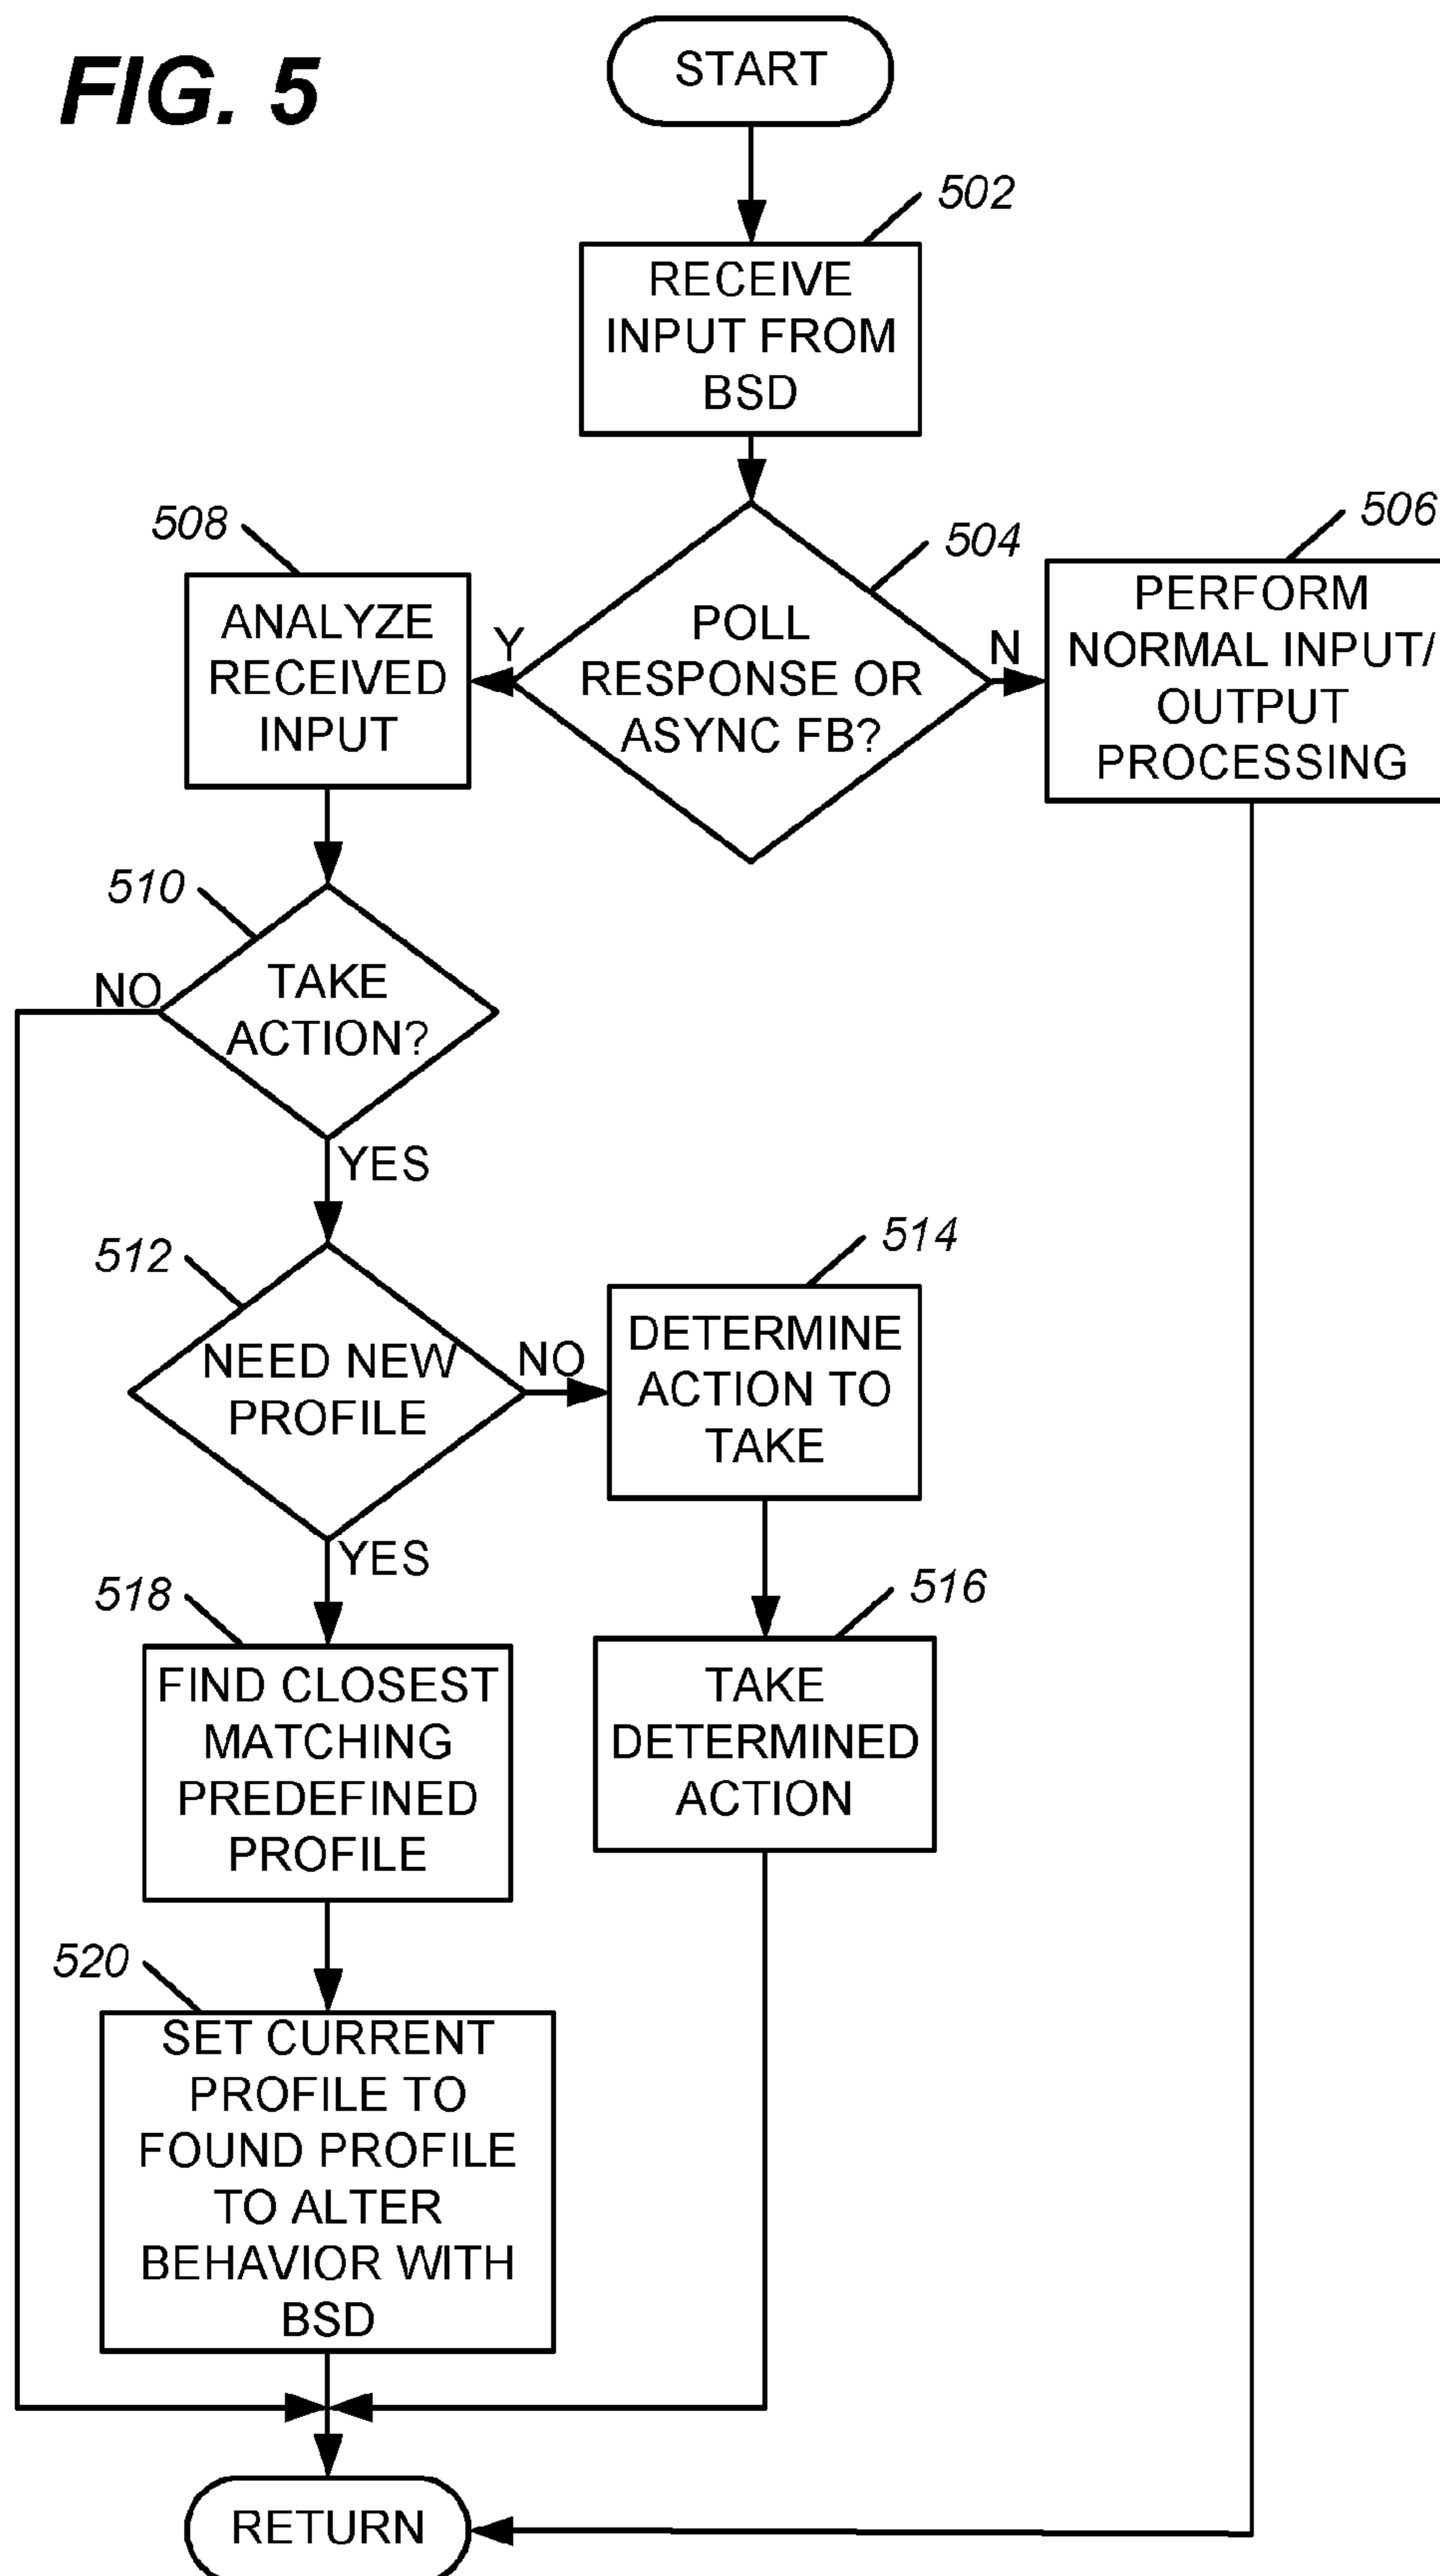 FIG. 5
START
502
RECEIVE
INPUT FROM
BSD
504
POLL
RESPONSE OR
ASYNC FB?
Y
N
506
PERFORM
NORMAL INPUT/
OUTPUT
PROCESSING
508
ANALYZE
RECEIVED
INPUT
510
TAKE
ACTION?
NO
YES
512
NEED NEW
PROFILE
NO
YES
514
DETERMINE
ACTION TO
TAKE
516
TAKE
DETERMINED
ACTION
518
FIND CLOSEST
MATCHING
PREDEFINED
PROFILE
520
SET CURRENT
PROFILE TO
FOUND PROFILE
TO ALTER
BEHAVIOR WITH
BSD
RETURN